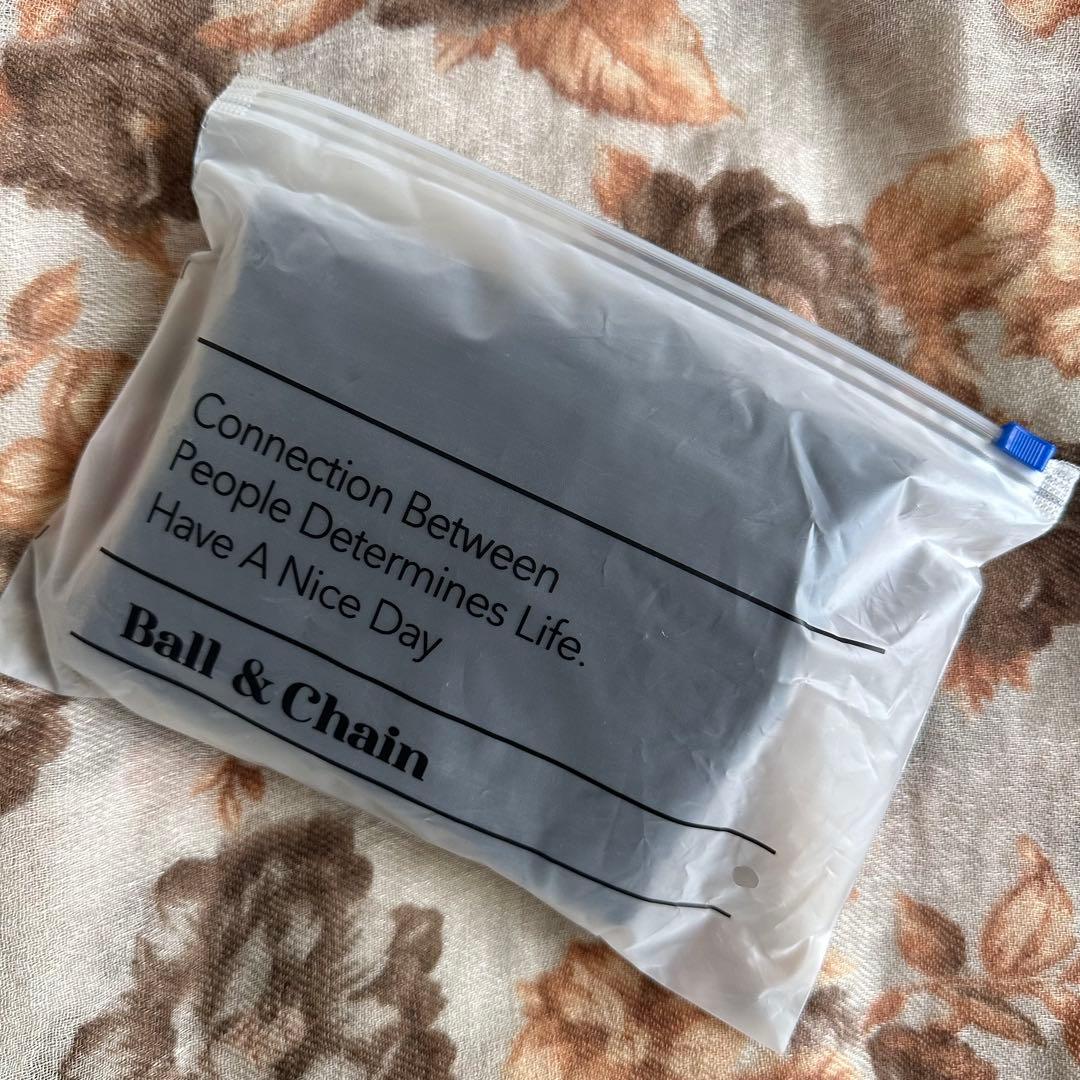 Connection Between
People Determines Life.
Have A Nice Day
Ball & Chain